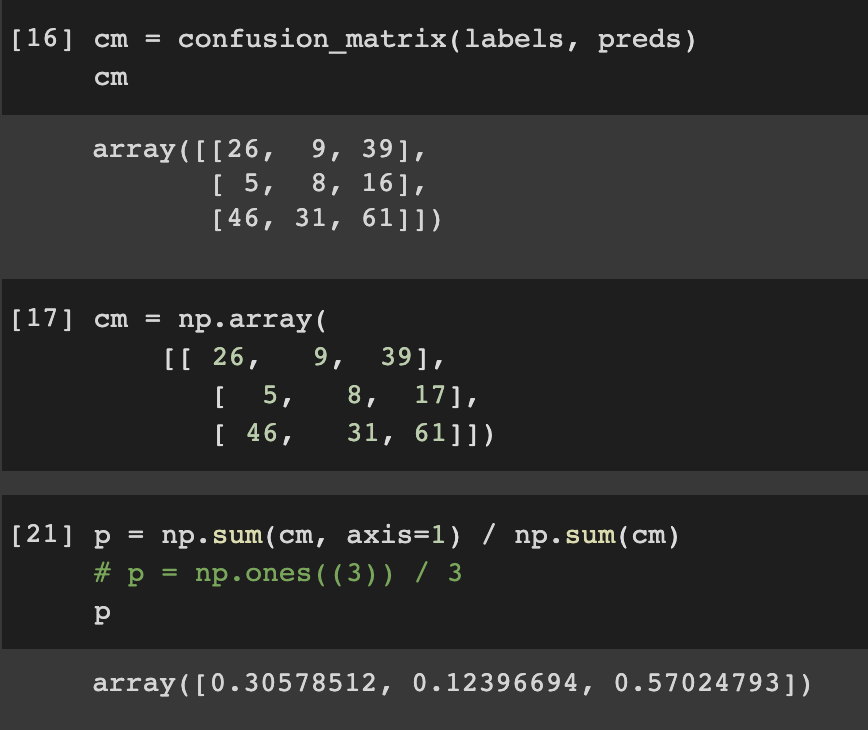 [16] cm = confusion_matrix(labels, preds)
cm
array([[26,  9, 39],
[ 5,  8, 16],
[46, 31, 61]])
[17] cm = np.array(
[[ 26,   9,  39],
[  5,   8,  17],
[ 46,   31, 61]])
[21] p = np.sum(cm, axis=1) / np.sum(cm)
# p = np.ones((3)) / 3
p
array([0.30578512, 0.12396694, 0.57024793])